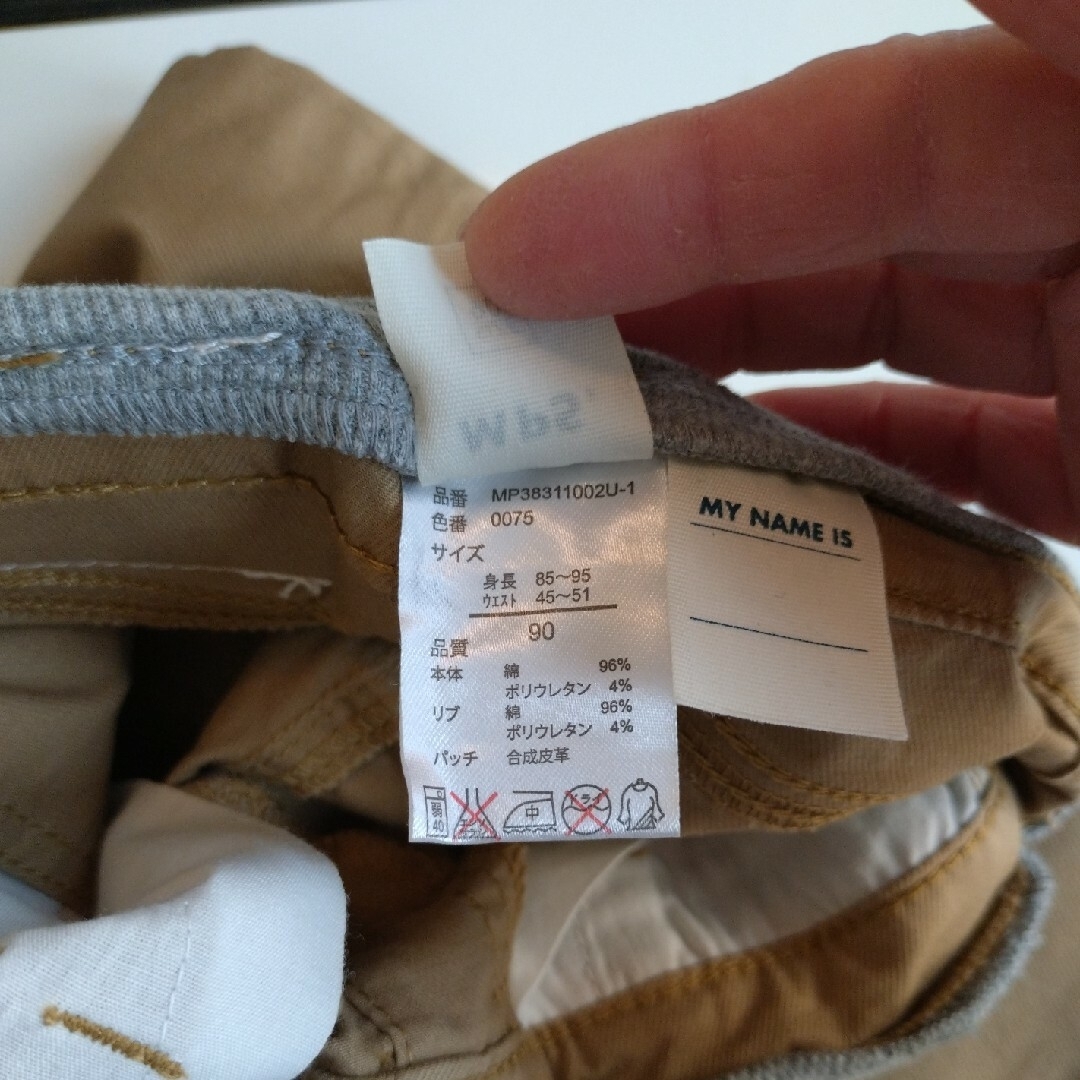 品番 MP38311002U-1
色番 0075
サイズ
身長 85～95
ウエスト 45～51
90
品質
本体 綿 96%
ポリウレタン 4%
リブ 綿 96%
ポリウレタン 4%
パッチ 合成皮革
弱
40
中
MY NAME IS